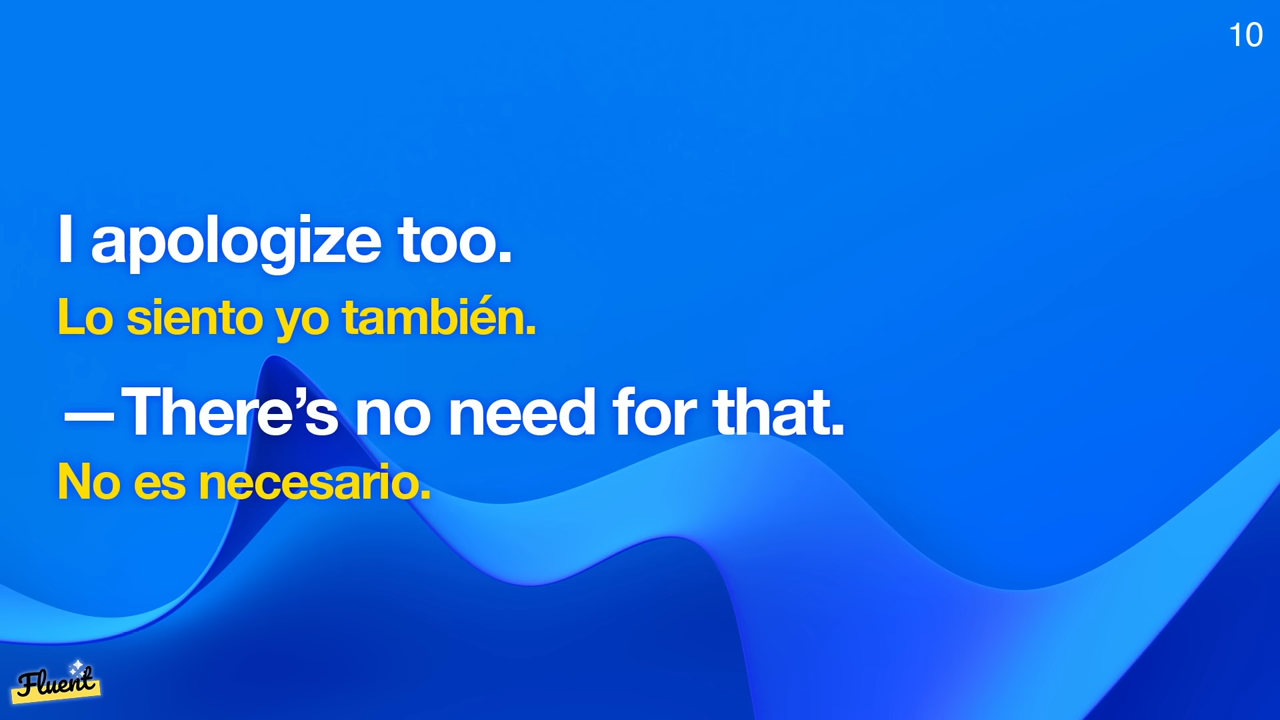 10
I apologize too.
Lo siento yo también.
—There’s no need for that.
No es necesario.
Fluent